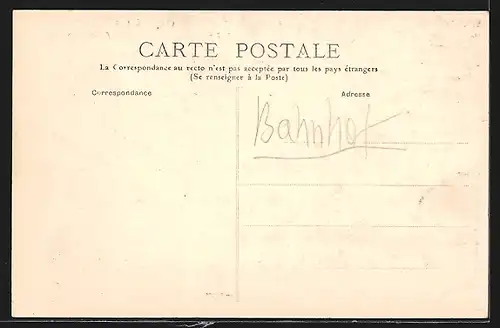 CARTE POSTALE
La Correspondance au recto n'est pas acceptée par tous les pays étrangers
(Se renseigner à la Poste)
Correspondance
Adresse
Bahnhof